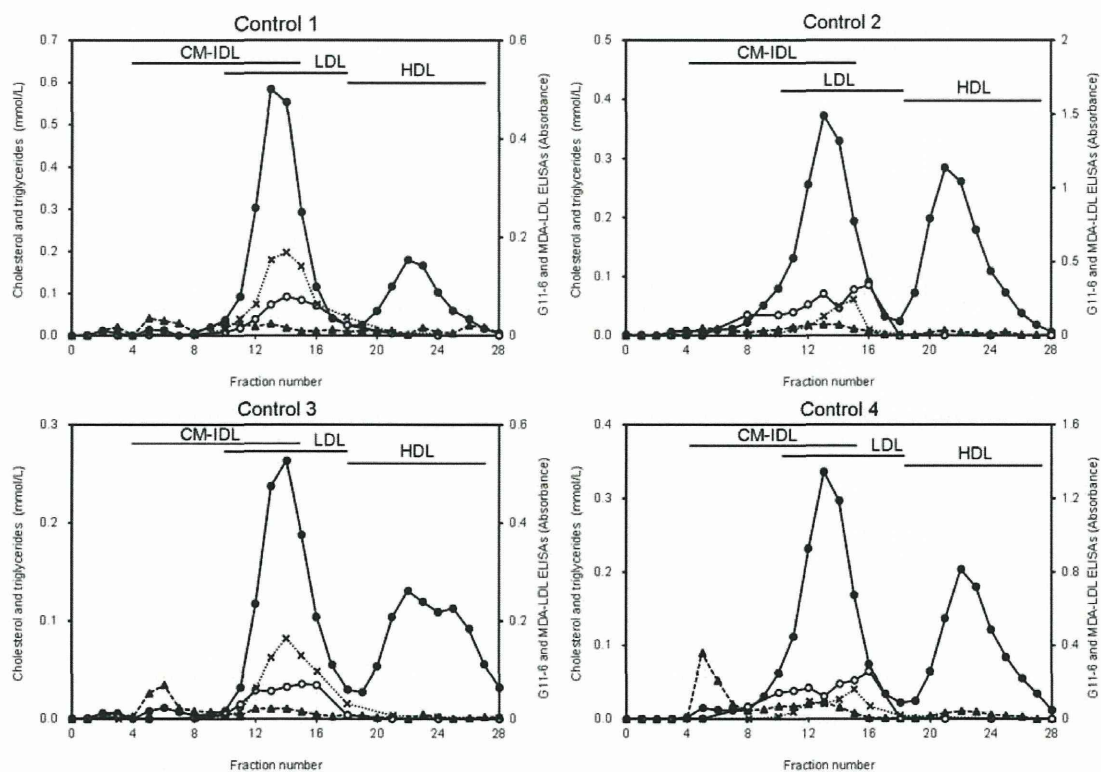 Control 1
CM-IDL
LDL
HDL
Cholesterol and triglycerides (mmol/L)
0.7
0.6
0.5
0.4
0.3
0.2
0.1
0.0
0.6
0.4
0.2
0
G11-6 and MDA-LDL ELISAs (Absorbance)
0 4 8 12 16 20 24 28
Fraction number
Control 2
CM-IDL
LDL
HDL
Cholesterol and triglycerides (mmol/L)
0.5
0.4
0.3
0.2
0.1
0.0
2
1.5
1
0.5
0
G11-6 and MDA-LDL ELISAs (Absorbance)
0 4 8 12 16 20 24 28
Fraction number
Control 3
CM-IDL
LDL
HDL
Cholesterol and triglycerides (mmol/L)
0.3
0.2
0.1
0.0
0.6
0.4
0.2
0
G11-6 and MDA-LDL ELISAs (Absorbance)
0 4 8 12 16 20 24 28
Fraction number
Control 4
CM-IDL
LDL
HDL
Cholesterol and triglycerides (mmol/L)
0.4
0.3
0.2
0.1
0.0
1.6
1.2
0.8
0.4
0
G11-6 and MDA-LDL ELISAs (Absorbance)
0 4 8 12 16 20 24 28
Fraction number